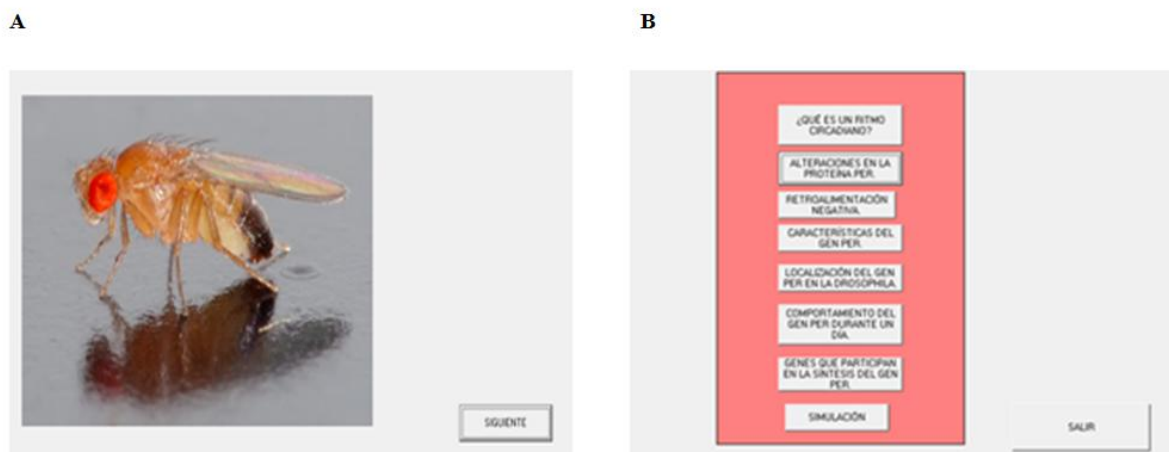 A
B
¿QUÉ ES UN RITMO
CIRCADIANO?
ALTERACIONES EN LA
PROTEÍNA PER.
RETROALIMENTACIÓN
NEGATIVA.
CARACTERÍSTICAS DEL
GEN PER.
LOCALIZACIÓN DEL GEN
PER EN LA DROSÓPHILA.
COMPORTAMIENTO DEL
GEN PER DURANTE UN
DÍA.
GENES QUE PARTICIPAN
EN LA SÍNTESIS DEL GEN
PER.
SIMULACIÓN
SIGUIENTE
SALIR